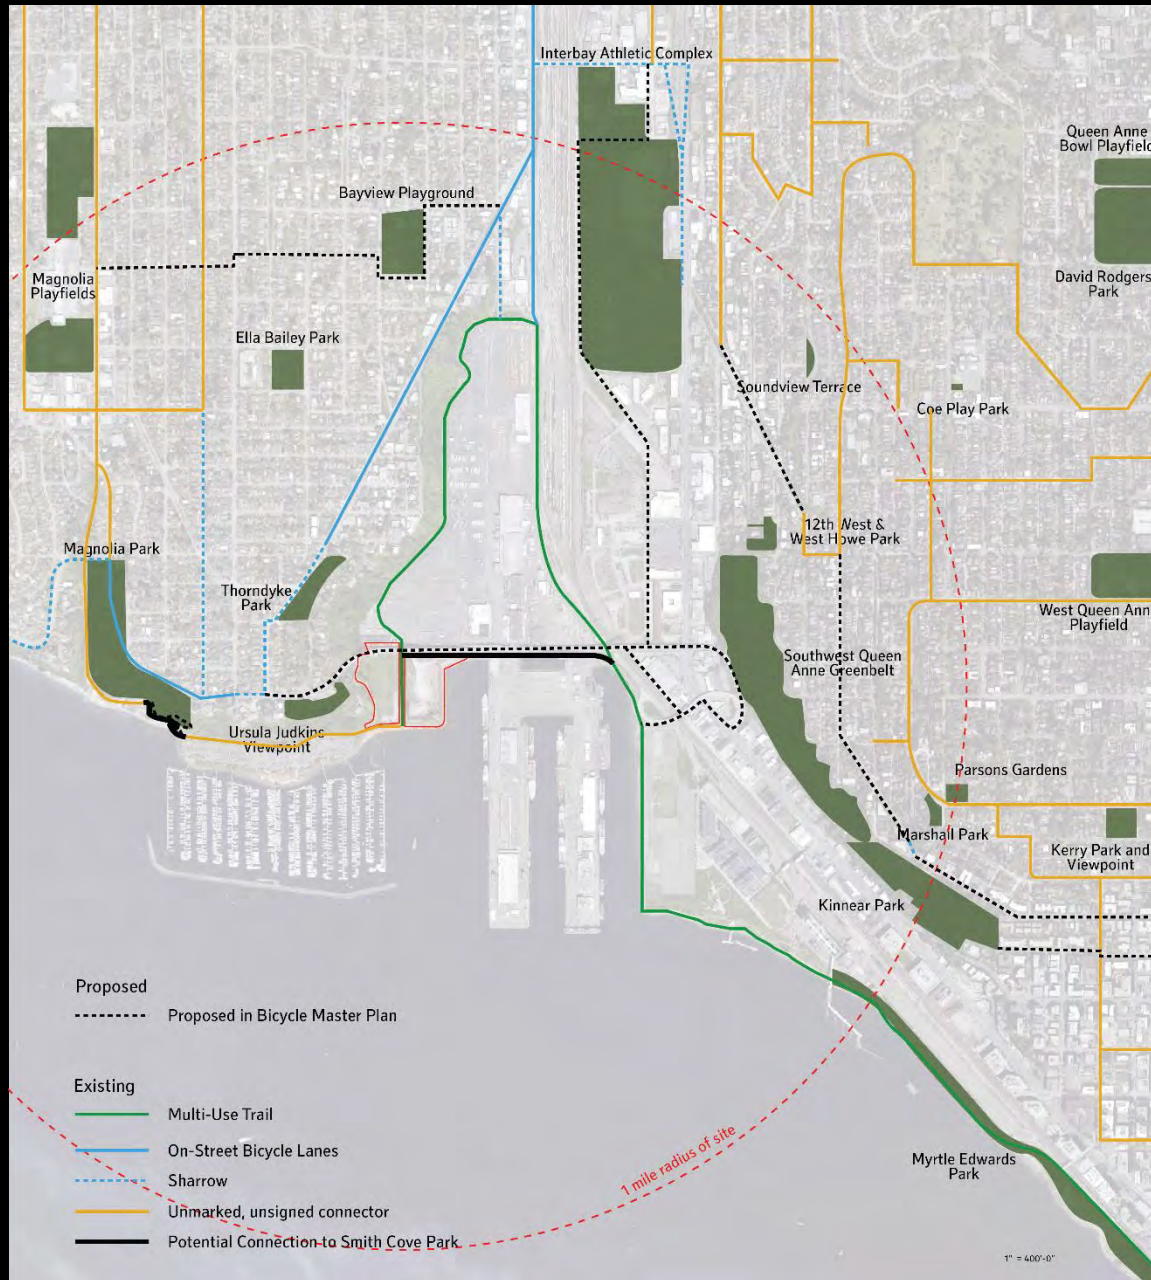 Interbay Athletic Complex
Queen Anne
Bowl Playfield
Bayview Playground
Magnolia
Playfields
David Rodgers
Park
Ella Bailey Park
Soundview Terrace
Coe Play Park
12th West &
West Howe Park
Magnolia Park
Thorndyke
Park
West Queen Ann
Playfield
Southwest Queen
Anne Greenbelt
Ursula Judkins
Viewpoint
Parsons Gardens
Marshall Park
Kerry Park and
Viewpoint
Kinnear Park
Proposed
Proposed in Bicycle Master Plan
Existing
Multi-Use Trail
On-Street Bicycle Lanes
Sharrow
Unmarked, unsigned connector
Potential Connection to Smith Cove Park
1 mile radius of site
Myrtle Edwards
Park
1" = 400'-0"